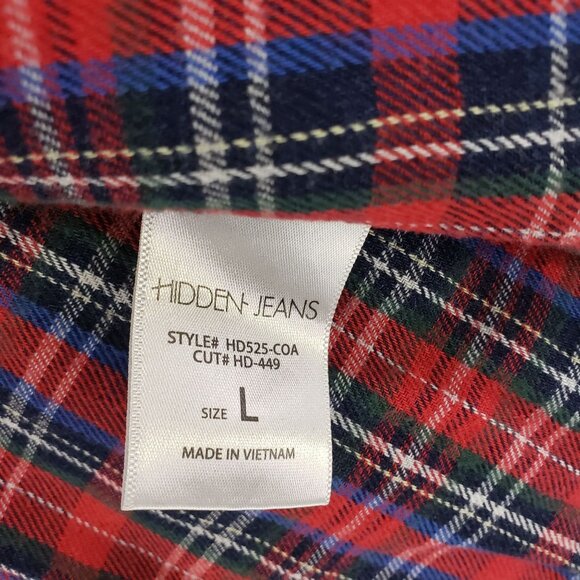 HIDDEN JEANS
STYLE# HD525-COA
CUT# HD-449
SIZE L
MADE IN VIETNAM